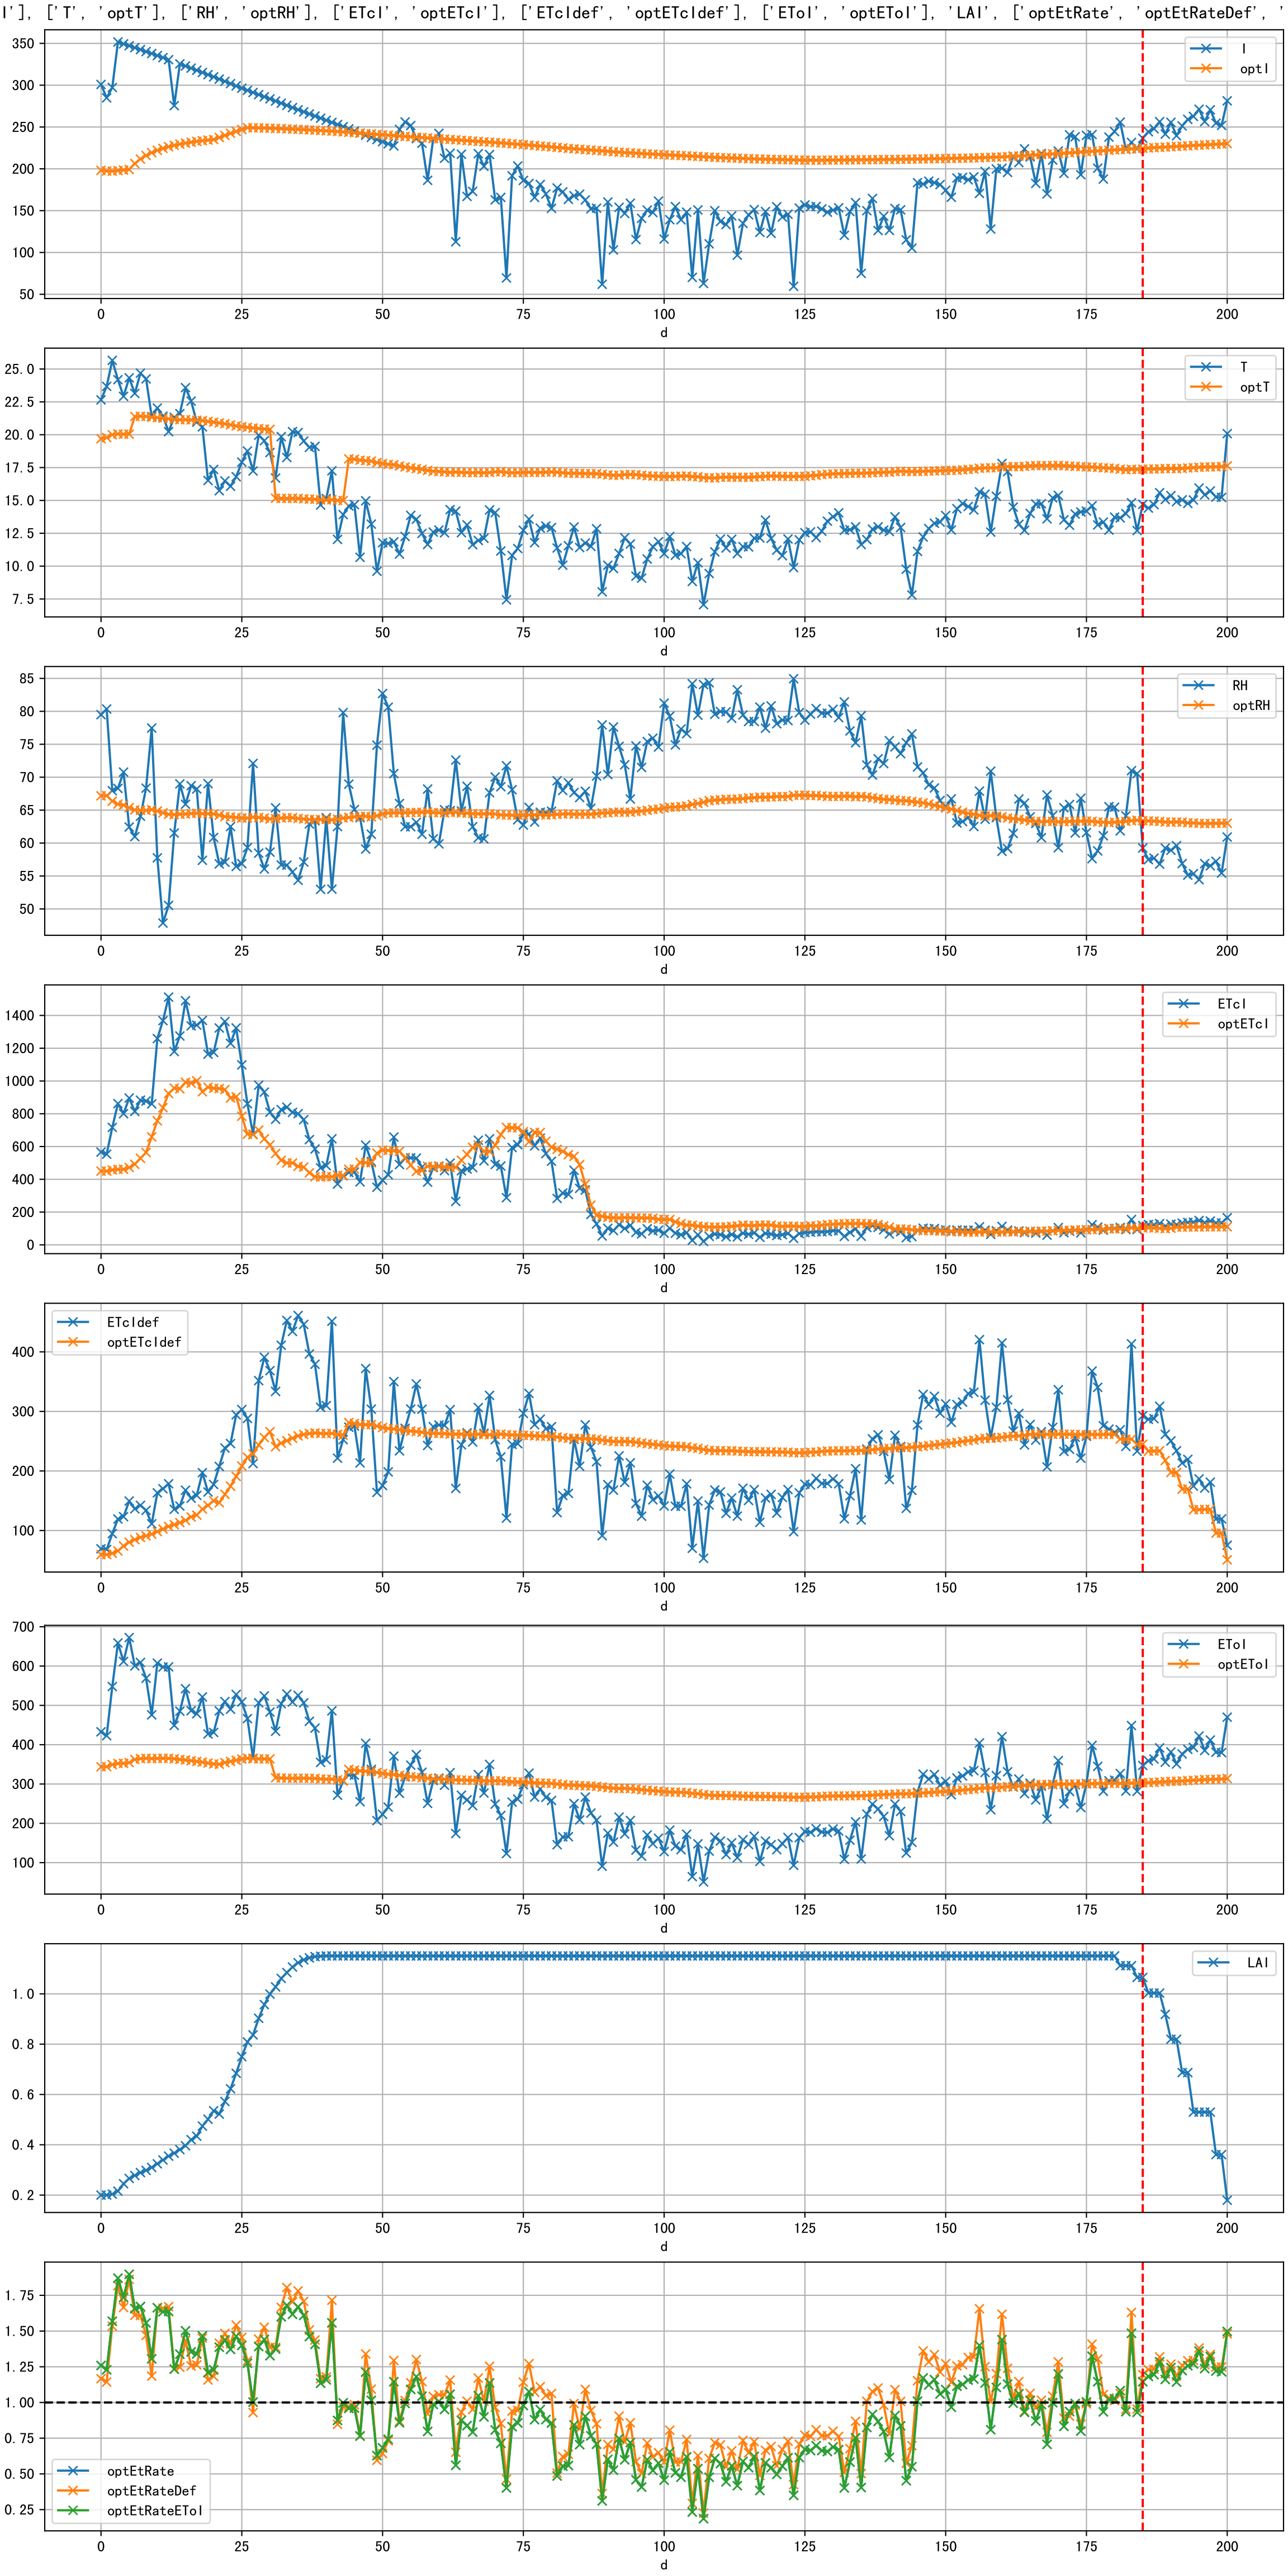 I'], ['T', 'optT'], ['RH', 'optRH'], ['ETcI', 'optETcI'], ['ETcIdef', 'optETcIdef'], ['EToI', 'optEToI'], 'LAI', ['optEtRate', 'optEtRateDef', '
350
300
250
200
150
100
50
I
optI
0 25 50 75 100 125 150 175 200
d
25.0
22.5
20.0
17.5
15.0
12.5
10.0
7.5
T
optT
0 25 50 75 100 125 150 175 200
d
85
80
75
70
65
60
55
50
RH
optRH
0 25 50 75 100 125 150 175 200
d
1400
1200
1000
800
600
400
200
0
ETcI
optETcI
0 25 50 75 100 125 150 175 200
d
400
300
200
100
ETcIdef
optETcIdef
0 25 50 75 100 125 150 175 200
d
700
600
500
400
300
200
100
EToI
optEToI
0 25 50 75 100 125 150 175 200
d
1.0
0.8
0.6
0.4
0.2
LAI
0 25 50 75 100 125 150 175 200
d
1.75
1.50
1.25
1.00
0.75
0.50
0.25
optEtRate
optEtRateDef
optEtRateEToI
0 25 50 75 100 125 150 175 200
d